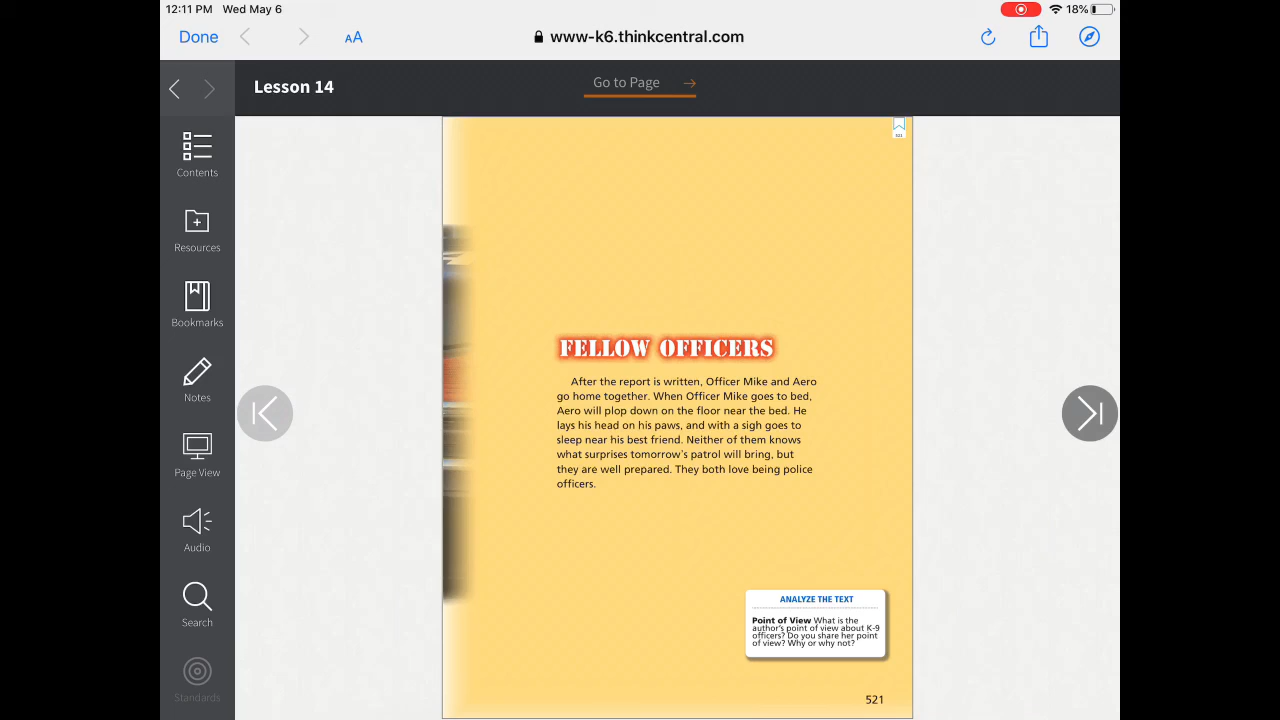 12:11 PM Wed May 6
18%
Done
AA
www-k6.thinkcentral.com
Lesson 14
Go to Page
Contents
Resources
Bookmarks
Notes
Page View
Audio
Search
Standards
521
FELLOW OFFICERS
After the report is written, Officer Mike and Aero
go home together. When Officer Mike goes to bed,
Aero will plop down on the floor near the bed. He
lays his head on his paws, and with a sigh goes to
sleep near his best friend. Neither of them knows
what surprises tomorrow's patrol will bring, but
they are well prepared. They both love being police
officers.
ANALYZE THE TEXT
Point of View What is the
author's point of view about K-9
officers? Do you share her point
of view? Why or why not?
521